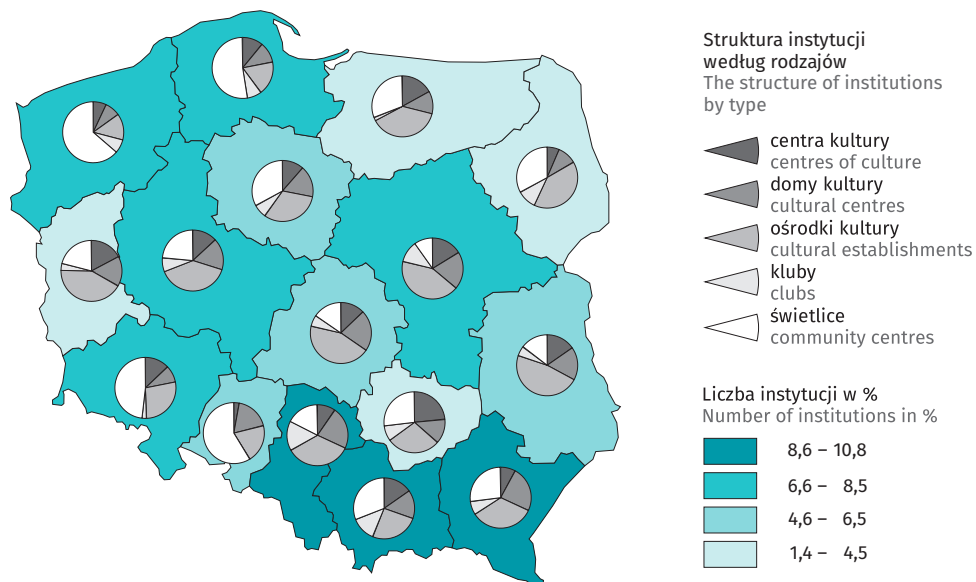 Struktura instytucji
według rodzajów
The structure of institutions
by type
centra kultury
centres of culture
domy kultury
cultural centres
ośrodki kultury
cultural establishments
kluby
clubs
świetlice
community centres
Liczba instytucji w %
Number of institutions in %
8,6 – 10,8
6,6 – 8,5
4,6 – 6,5
1,4 – 4,5